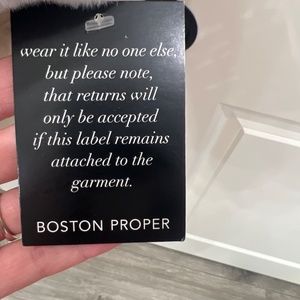 wear it like no one else,
but please note,
that returns will
only be accepted
if this label remains
attached to the
garment.
BOSTON PROPER